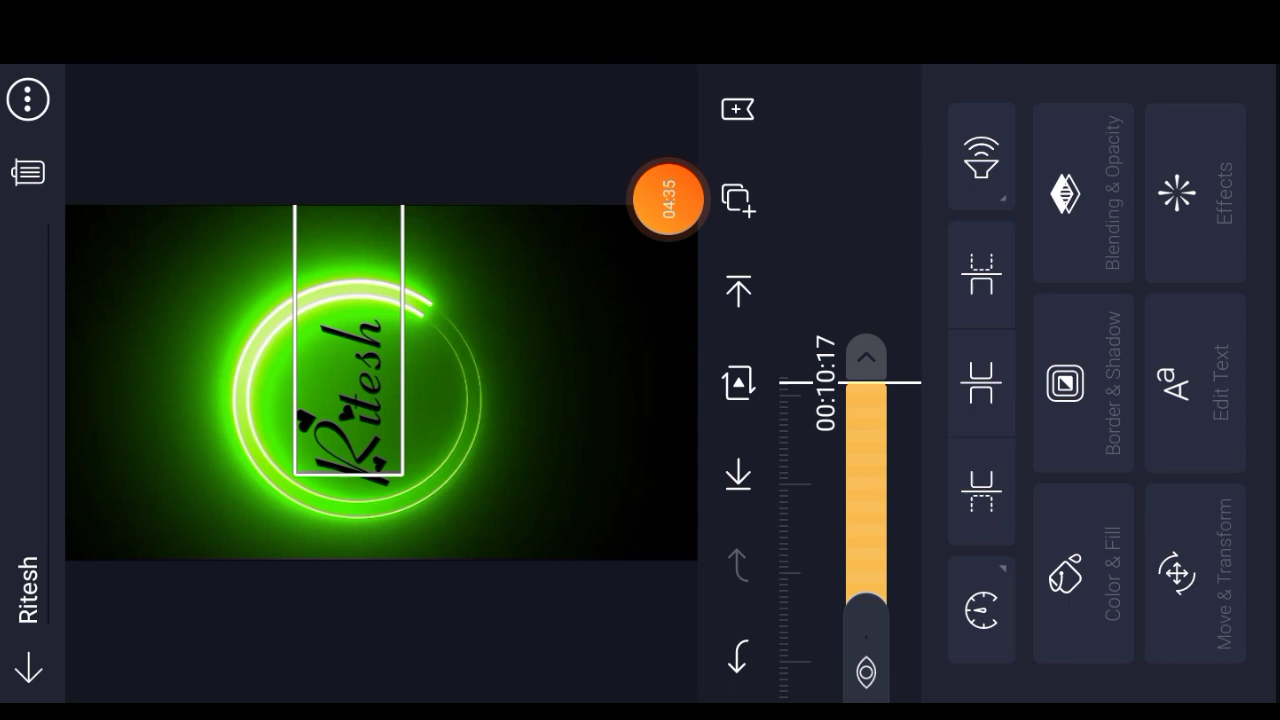 Ritesh
Ritesh
04:35
00:10:17
Move & Transform
Edit Text
Effects
Color & Fill
Border & Shadow
Blending & Opacity